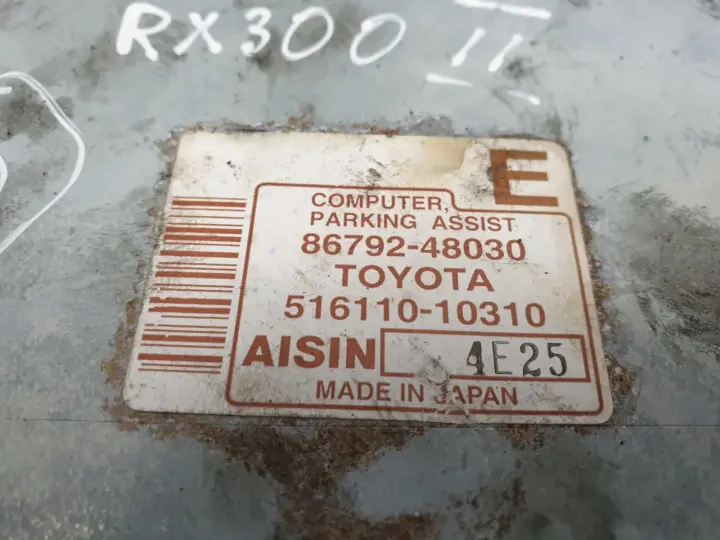 RX300 II
E
COMPUTER,
PARKING ASSIST
86792-48030
TOYOTA
516110-10310
AISIN 4E25
MADE IN JAPAN